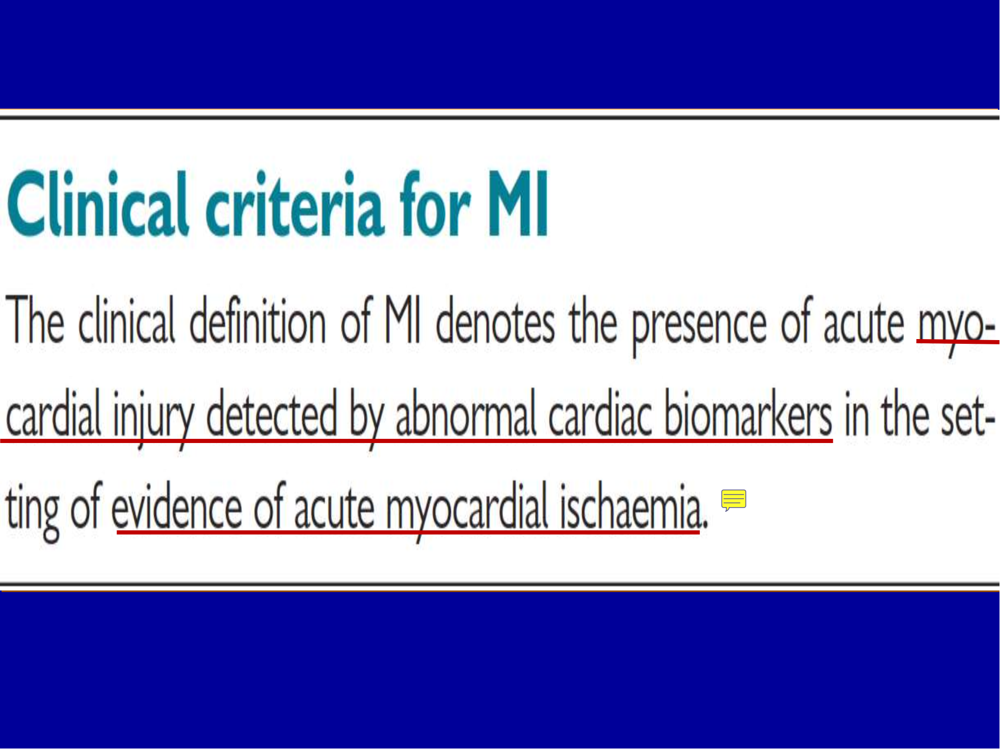 Clinical criteria for MI
The clinical definition of MI denotes the presence of acute myo-
cardial injury detected by abnormal cardiac biomarkers in the set-
ting of evidence of acute myocardial ischaemia.